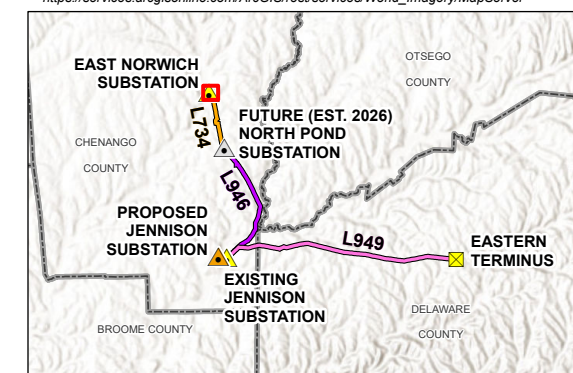 https://services.arcgisonline.com/ArcGIS/rest/services/World_Imagery/MapServer
EAST NORWICH
SUBSTATION
OTSEGO
COUNTY
L734
FUTURE (EST. 2026)
NORTH POND
SUBSTATION
CHENANGO
COUNTY
L946
PROPOSED
JENNISON
SUBSTATION
L949
EASTERN
TERMINUS
EXISTING
JENNISON
SUBSTATION
DELAWARE
COUNTY
BROOME COUNTY